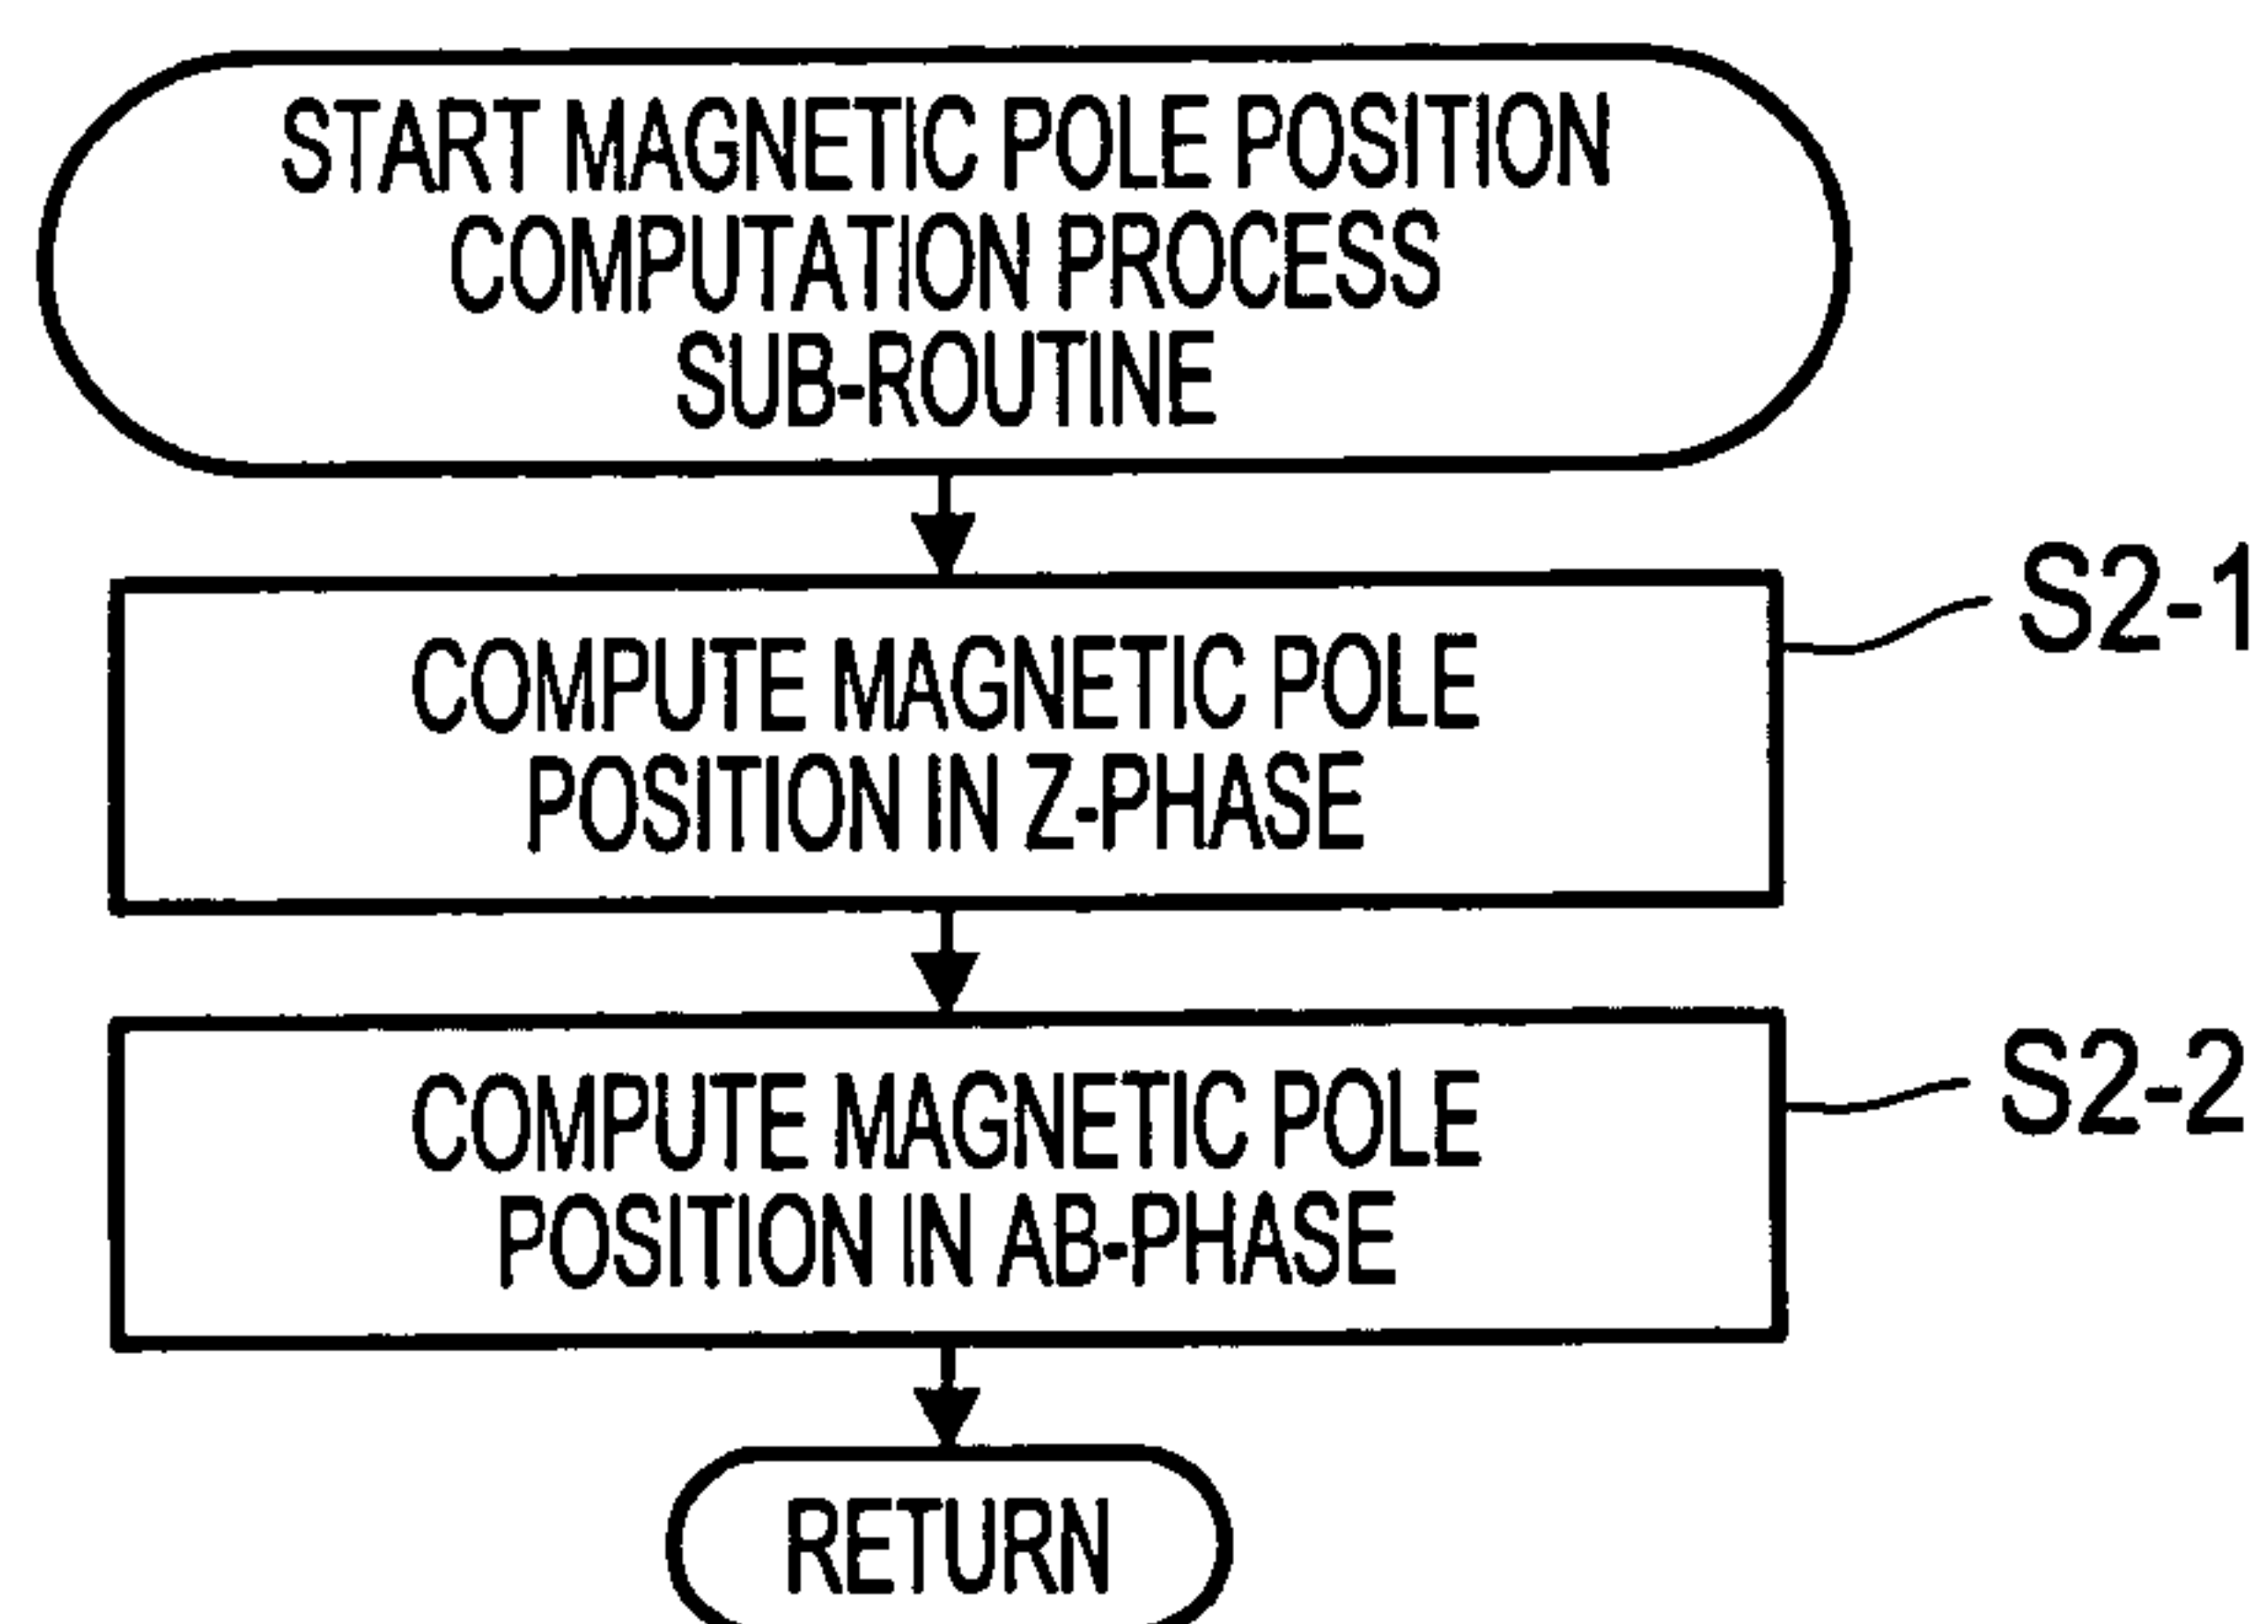 START MAGNETIC POLE POSITION
COMPUTATION PROCESS
SUB-ROUTINE
COMPUTE MAGNETIC POLE
POSITION IN Z-PHASE
S2-1
COMPUTE MAGNETIC POLE
POSITION IN AB-PHASE
S2-2
RETURN